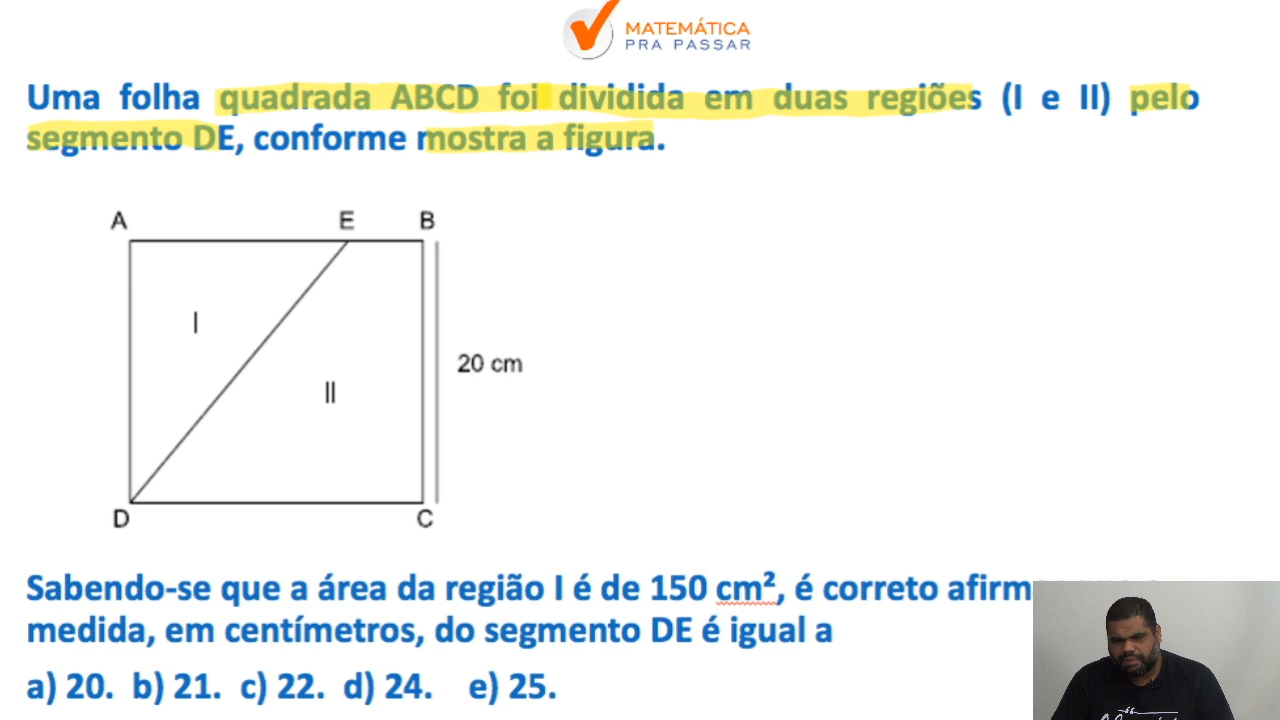 MATEMÁTICA
PRA PASSAR
Uma folha quadrada ABCD foi dividida em duas regiões (I e II) pelo
segmento DE, conforme mostra a figura.
A E B
I
20 cm
II
D C
Sabendo-se que a área da região I é de 150 cm², é correto
medida, em centímetros, do segmento DE é igual a
a) 20. b) 21. c) 22. d) 24. e) 25.